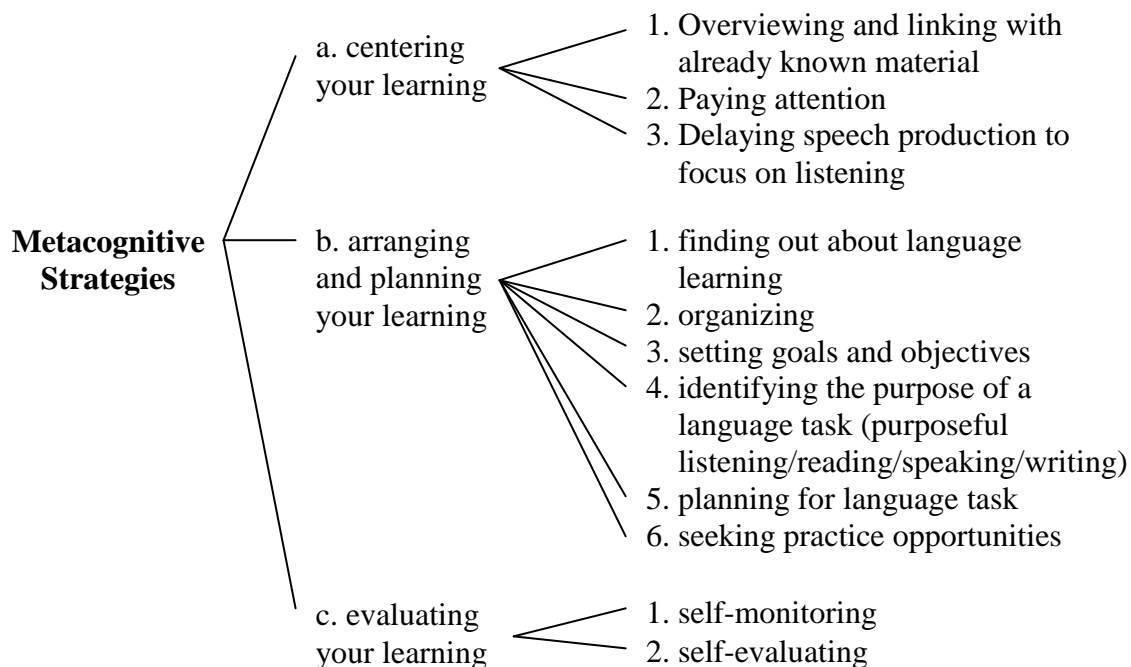 Metacognitive
Strategies
a. centering
your learning
1. Overviewing and linking with
already known material
2. Paying attention
3. Delaying speech production to
focus on listening
b. arranging
and planning
your learning
1. finding out about language
learning
2. organizing
3. setting goals and objectives
4. identifying the purpose of a
language task (purposeful
listening/reading/speaking/writing)
5. planning for language task
6. seeking practice opportunities
c. evaluating
your learning
1. self-monitoring
2. self-evaluating